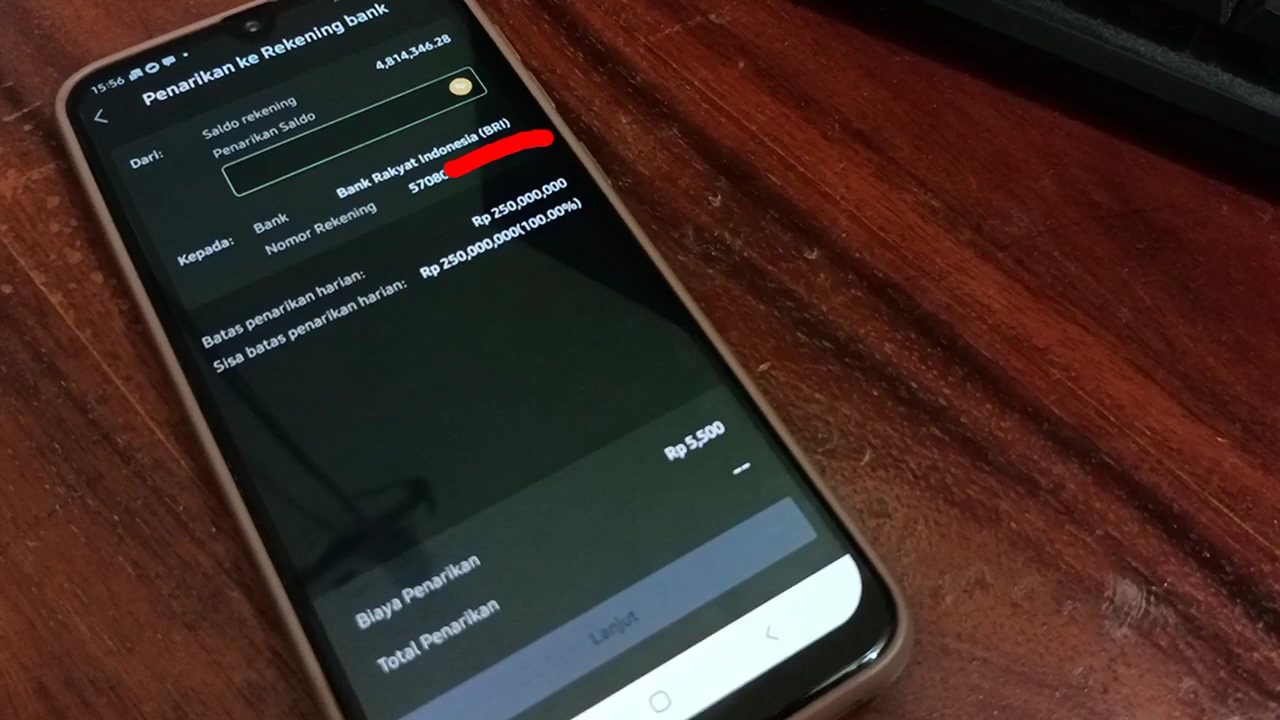 15:56
Penarikan ke Rekening bank
Dari: Saldo rekening 4,814,346.28
Penarikan Saldo
Kepada: Bank Bank Rakyat Indonesia (BRI)
Nomor Rekening 57080
Batas penarikan harian: Rp 250,000,000
Sisa batas penarikan harian: Rp 250,000,000(100.00%)
Biaya Penarikan Rp 5,500
Total Penarikan --
Lanjut